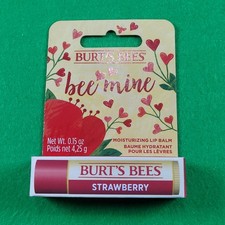 BURT'S BEES
bee mine
Net Wt. 0.15 oz
Poids net 4,25 g
MOISTURIZING LIP BALM
BAUME HYDRATANT
POUR LES LÈVRES
BURT'S BEES
STRAWBERRY